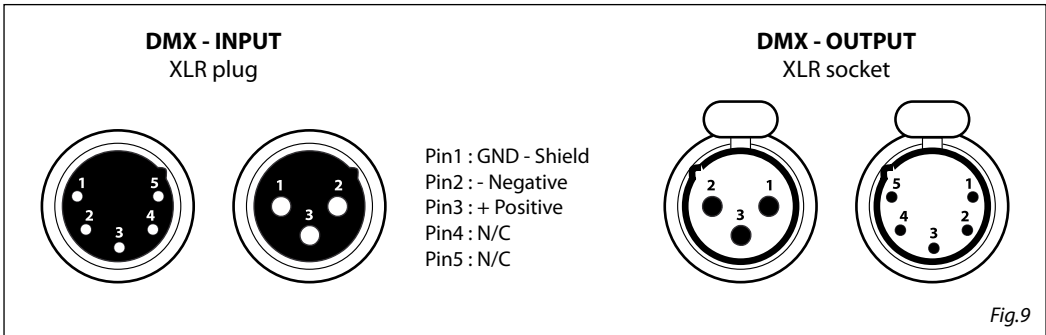 DMX - INPUT
XLR plug
1 5
2 4
3
1 2
3
Pin1 : GND - Shield
Pin2 : - Negative
Pin3 : + Positive
Pin4 : N/C
Pin5 : N/C
DMX - OUTPUT
XLR socket
2 1
3
5 1
4 2
3
Fig.9